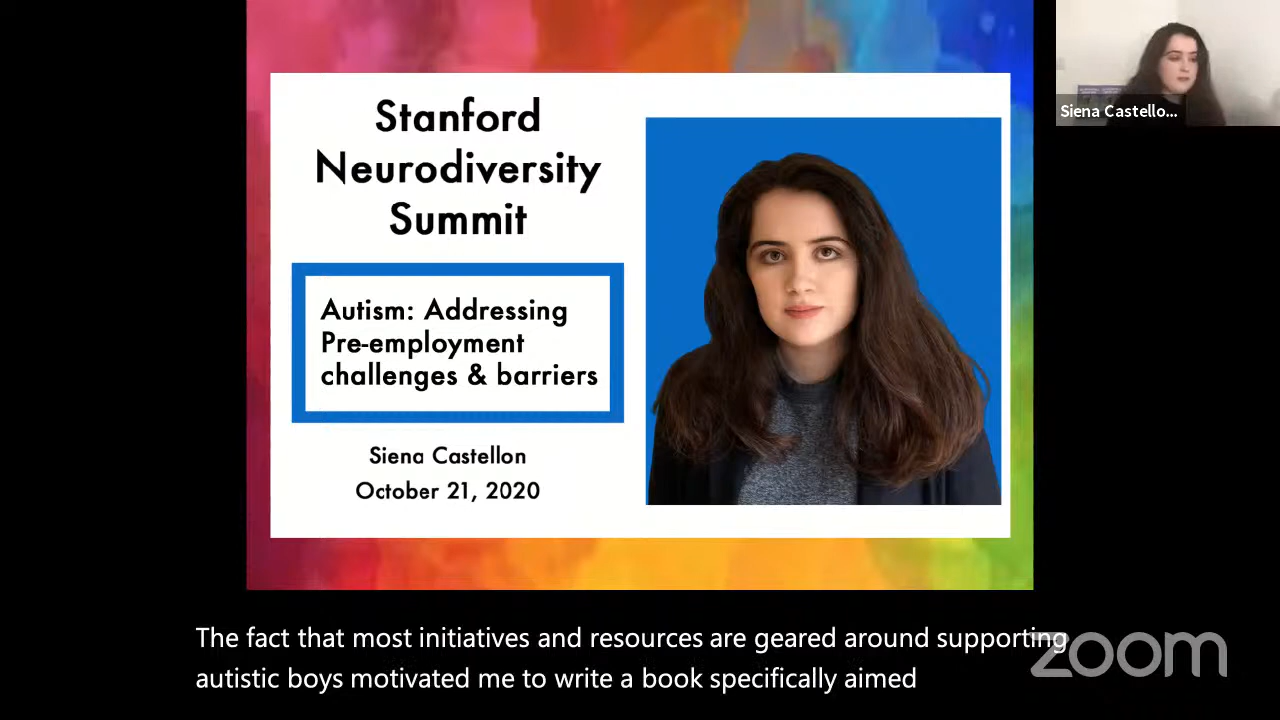 Stanford
Neurodiversity
Summit
Autism: Addressing
Pre-employment
challenges & barriers
Siena Castellon
October 21, 2020
Siena Castello...
The fact that most initiatives and resources are geared around supporting
autistic boys motivated me to write a book specifically aimed
zoom